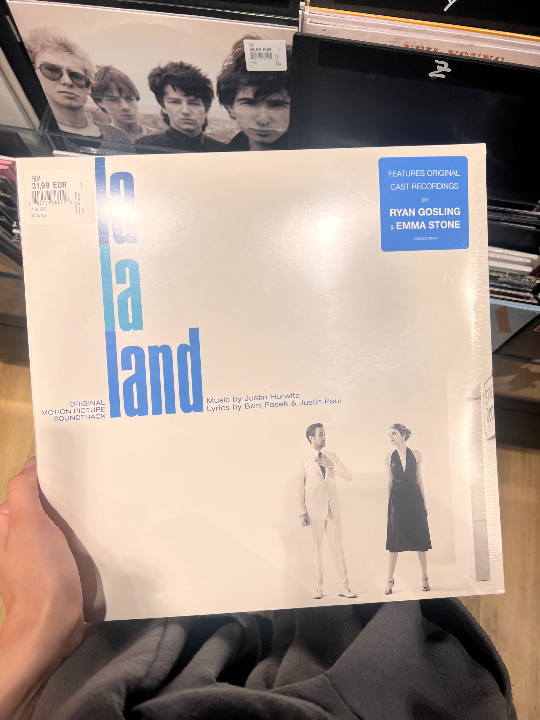 31,99 EUR
la
la
land
ORIGINAL
MOTION PICTURE
SOUNDTRACK
Music by Justin Hurwitz
Lyrics by Benj Pasek & Justin Paul
FEATURES ORIGINAL
CAST RECORDINGS
BY
RYAN GOSLING
& EMMA STONE